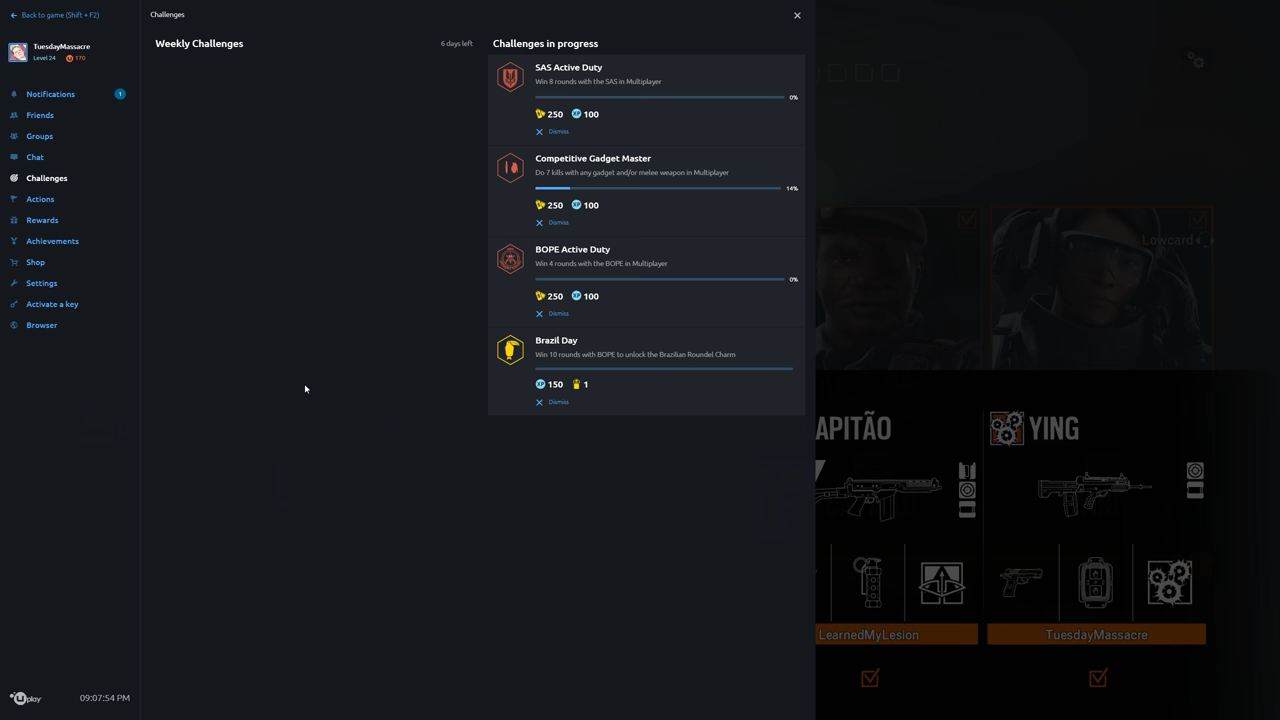 Back to game (Shift + F2)
TuesdayMassacre
Level 24 170
Notifications 1
Friends
Groups
Chat
Challenges
Actions
Rewards
Achievements
Shop
Settings
Activate a key
Browser
uplay 09:07:54 PM
Challenges
Weekly Challenges 6 days left
Challenges in progress
SAS Active Duty
Win 8 rounds with the SAS in Multiplayer
0%
250 XP 100
Dismiss
Competitive Gadget Master
Do 7 kills with any gadget and/or melee weapon in Multiplayer
14%
250 XP 100
Dismiss
BOPE Active Duty
Win 4 rounds with the BOPE in Multiplayer
0%
250 XP 100
Dismiss
Brazil Day
Win 10 rounds with BOPE to unlock the Brazilian Roundel Charm
XP 150 1
Dismiss
Lowcard
APITÃO
YING
LearnedMyLesion
TuesdayMassacre